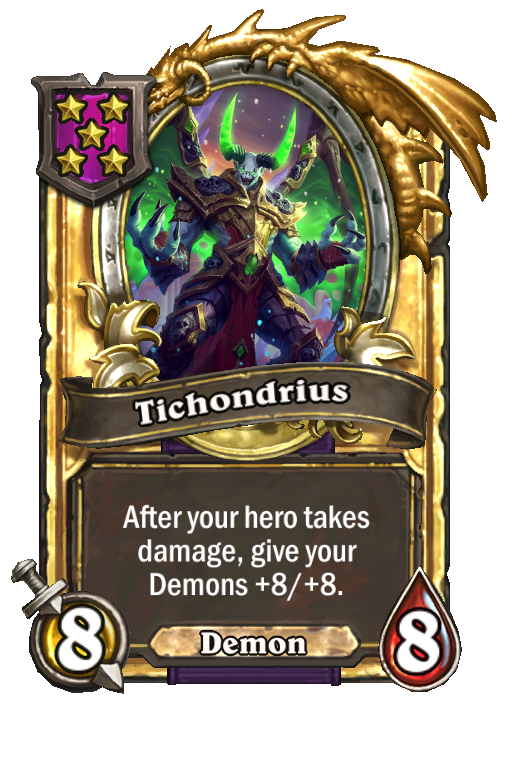 Tichondrius
After your hero takes
damage, give your
Demons +8/+8.
8
Demon
8